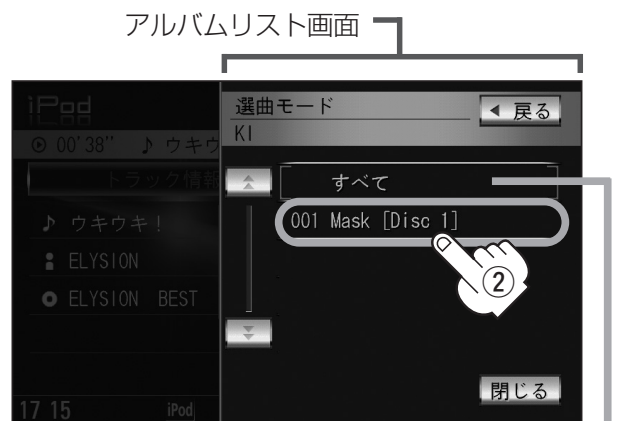 アルバムリスト画面
iPod
00'38" ♪ ウキウ
トラック情報
♪ ウキウキ！
ELYSION
ELYSION BEST
17 15
iPod
選曲モード
◀ 戻る
KI
すべて
001 Mask [Disc 1]
②
閉じる